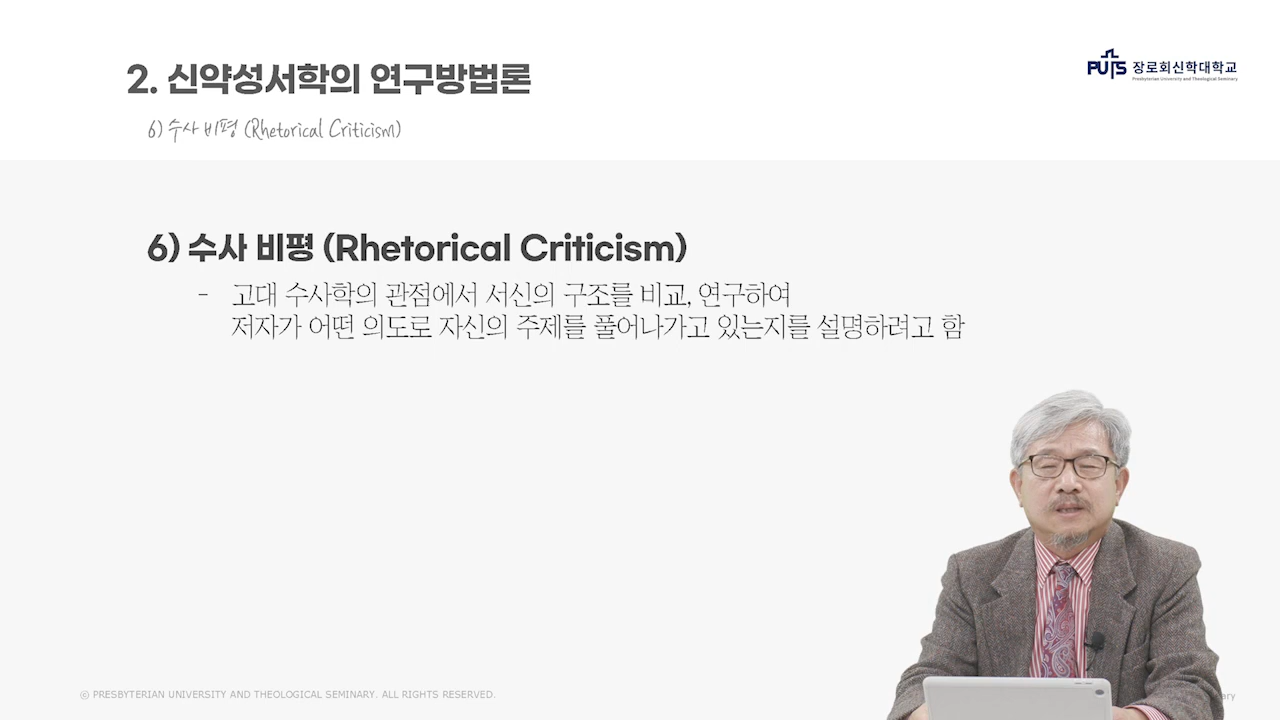 2. 신약성서학의 연구방법론
6) 수사 비평 (Rhetorical Criticism)
PUTS 장로회신학대학교
Presbyterian University and Theological Seminary
6) 수사 비평 (Rhetorical Criticism)
- 고대 수사학의 관점에서 서신의 구조를 비교, 연구하여
저자가 어떤 의도로 자신의 주제를 풀어나가고 있는지를 설명하려고 함
ⓒ PRESBYTERIAN UNIVERSITY AND THEOLOGICAL SEMINARY. ALL RIGHTS RESERVED.